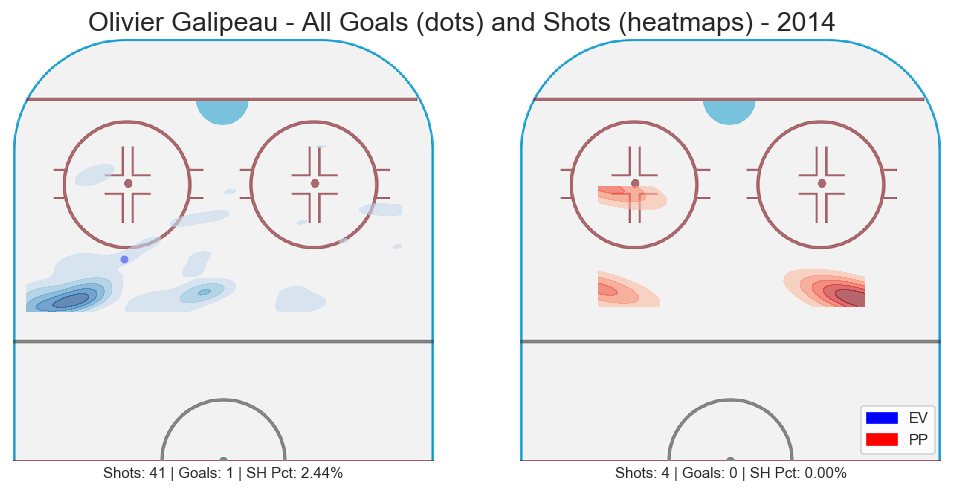 Olivier Galipeau - All Goals (dots) and Shots (heatmaps) - 2014
EV
PP
Shots: 41 | Goals: 1 | SH Pct: 2.44%
Shots: 4 | Goals: 0 | SH Pct: 0.00%